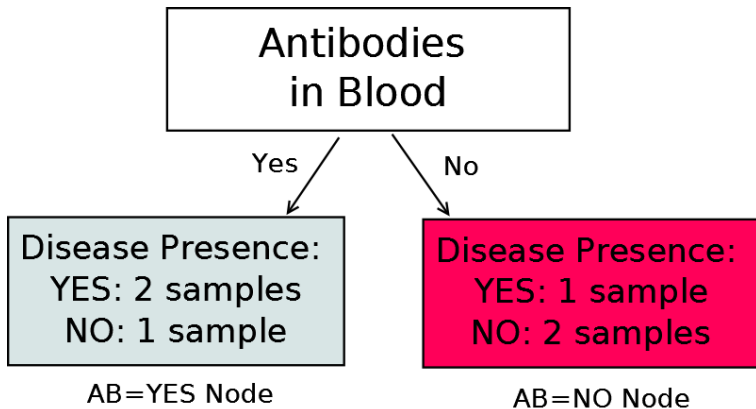 Antibodies
in Blood
Yes
No
Disease Presence:
YES: 2 samples
NO: 1 sample
AB=YES Node
Disease Presence:
YES: 1 sample
NO: 2 samples
AB=NO Node